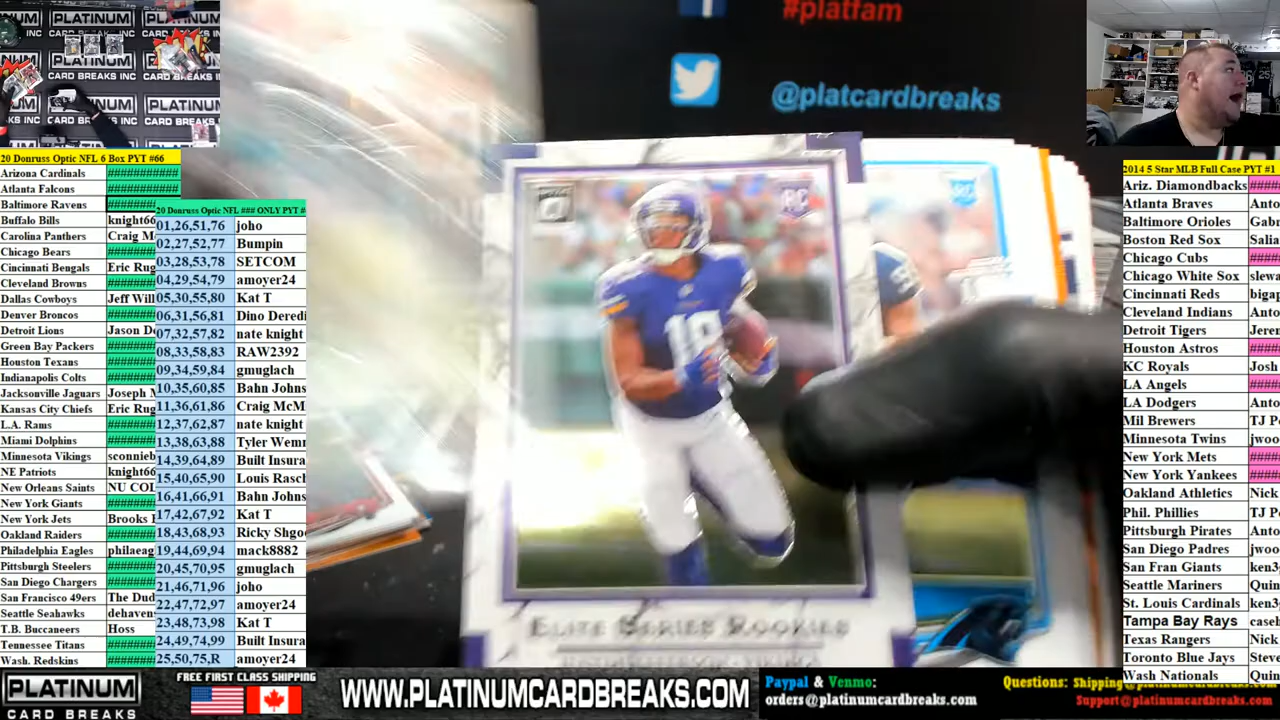 PLATINUM
CARD BREAKS INC
#platfam
@platcardbreaks
RC
18
20 Donruss Optic NFL 6 Box PYT #66
Arizona Cardinals ############
Atlanta Falcons ############
Baltimore Ravens ########
Buffalo Bills knight66
Carolina Panthers Craig M
Chicago Bears ########
Cincinnati Bengals Eric Rug
Cleveland Browns ########
Dallas Cowboys Jeff Will
Denver Broncos ########
Detroit Lions Jason D
Green Bay Packers ########
Houston Texans ########
Indianapolis Colts ########
Jacksonville Jaguars Joseph M
Kansas City Chiefs Eric Rug
L.A. Rams ########
Miami Dolphins ########
Minnesota Vikings sconnieb
NE Patriots knight66
New Orleans Saints NU COL
New York Giants ########
New York Jets Brooks
Oakland Raiders ########
Philadelphia Eagles philaeag
Pittsburgh Steelers ########
San Diego Chargers ########
San Francisco 49ers The Dud
Seattle Seahawks dehaven
T.B. Buccaneers Hoss
Tennessee Titans ########
Wash. Redskins ########
20 Donruss Optic NFL ### ONLY PYT #
01,26,51,76 joho
02,27,52,77 Bumpin
03,28,53,78 SETCOM
04,29,54,79 amoyer24
05,30,55,80 Kat T
06,31,56,81 Dino Deredi
07,32,57,82 nate knight
08,33,58,83 RAW2392
09,34,59,84 gmuglach
10,35,60,85 Bahn Johns
11,36,61,86 Craig McM
12,37,62,87 nate knight
13,38,63,88 Tyler Wemr
14,39,64,89 Built Insura
15,40,65,90 Louis Rascl
16,41,66,91 Bahn Johns
17,42,67,92 Kat T
18,43,68,93 Ricky Shgo
19,44,69,94 mack8882
20,45,70,95 gmuglach
21,46,71,96 joho
22,47,72,97 amoyer24
23,48,73,98 Kat T
24,49,74,99 Built Insura
25,50,75,R amoyer24
2014 5 Star MLB Full Case PYT #1
Ariz. Diamondbacks ####
Atlanta Braves Anto
Baltimore Orioles Gabr
Boston Red Sox Salia
Chicago Cubs ####
Chicago White Sox slewa
Cincinnati Reds bigap
Cleveland Indians Anto
Detroit Tigers Jeren
Houston Astros ####
KC Royals Josh
LA Angels ####
LA Dodgers Anto
Mil Brewers TJ P
Minnesota Twins jwoo
New York Mets ####
New York Yankees ####
Oakland Athletics Nick
Phil. Phillies TJ P
Pittsburgh Pirates Anto
San Diego Padres jwoo
San Fran Giants ken3
Seattle Mariners Quin
St. Louis Cardinals ken3
Tampa Bay Rays caseh
Texas Rangers Nick
Toronto Blue Jays Steve
Wash Nationals Quin
PLATINUM
CARD BREAKS
FREE FIRST CLASS SHIPPING
WWW.PLATINUMCARDBREAKS.COM
Paypal & Venmo:
orders@platinumcardbreaks.com
Questions: Shipping@platinumcardbreaks.com
Support@platinumcardbreaks.com